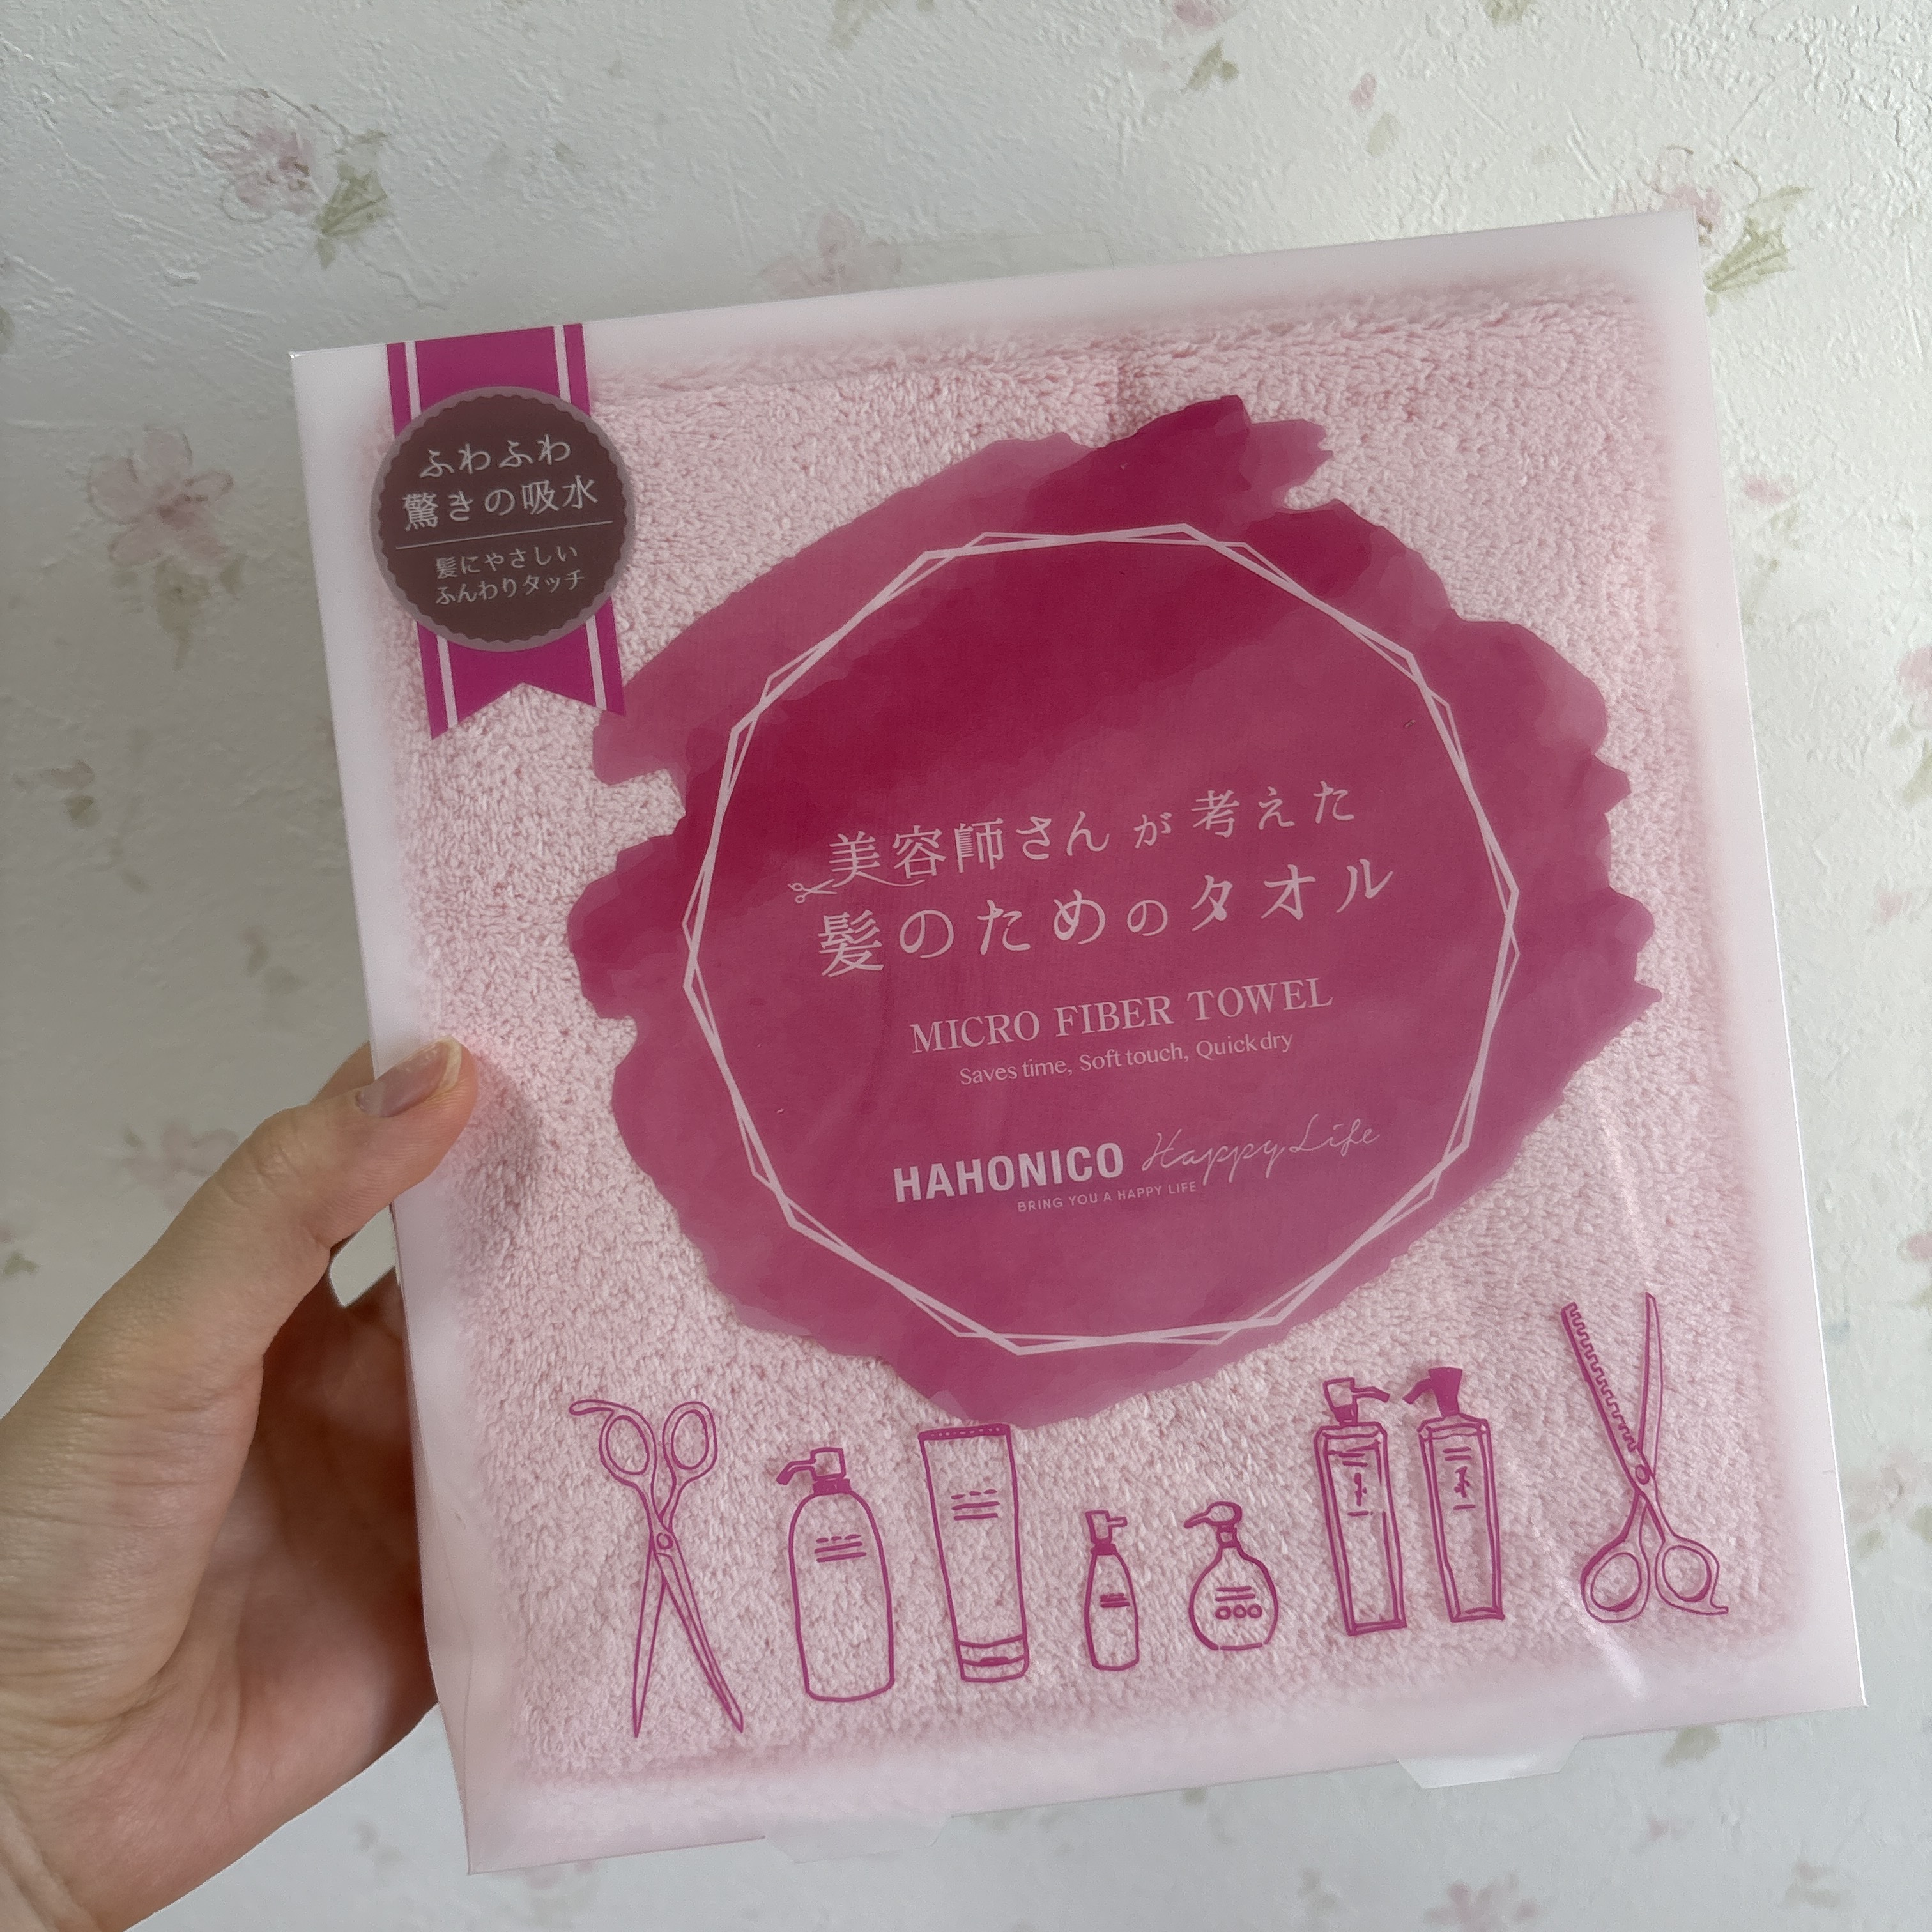 ふわふわ
驚きの吸水
髪にやさしい
ふんわりタッチ
美容師さんが考えた
髪のためのタオル
MICRO FIBER TOWEL
Saves time, Soft touch, Quick dry
HAHONICO Happy Life
BRING YOU A HAPPY LIFE